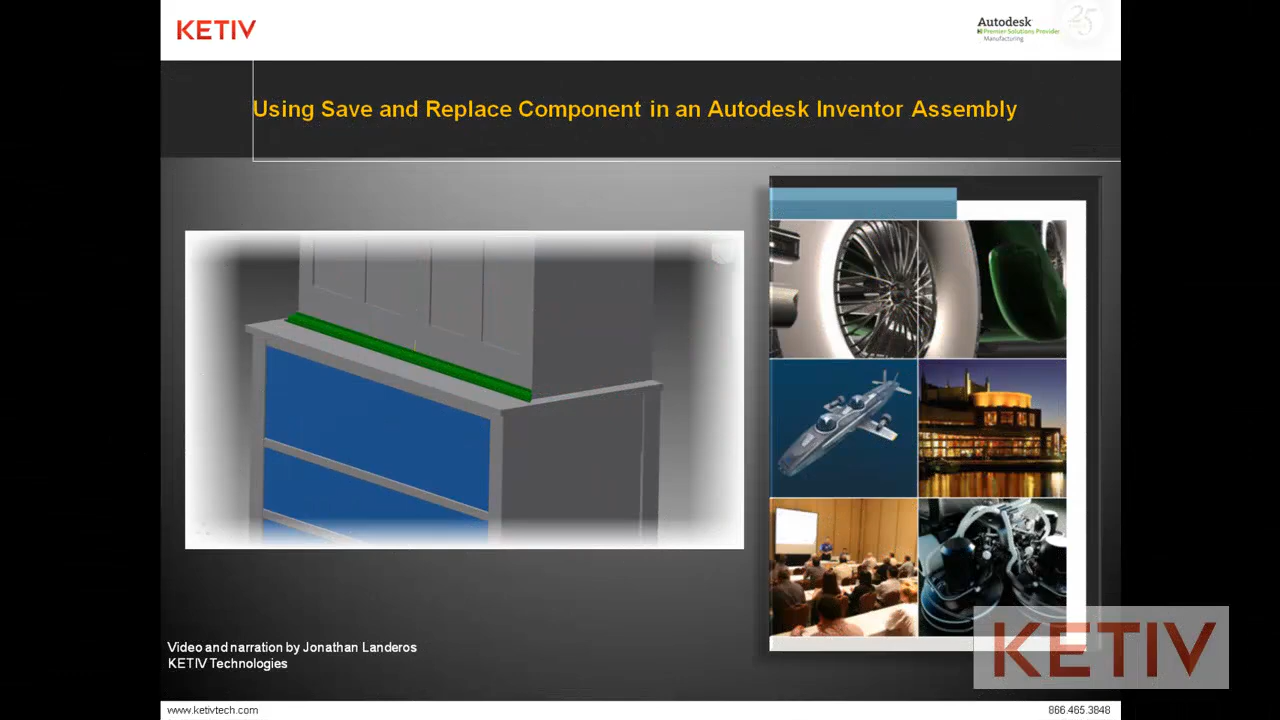 KETIV
Autodesk
Premier Solutions Provider
Manufacturing
25
Using Save and Replace Component in an Autodesk Inventor Assembly
Video and narration by Jonathan Landeros
KETIV Technologies
KETIV
www.ketivtech.com
866.465.3848